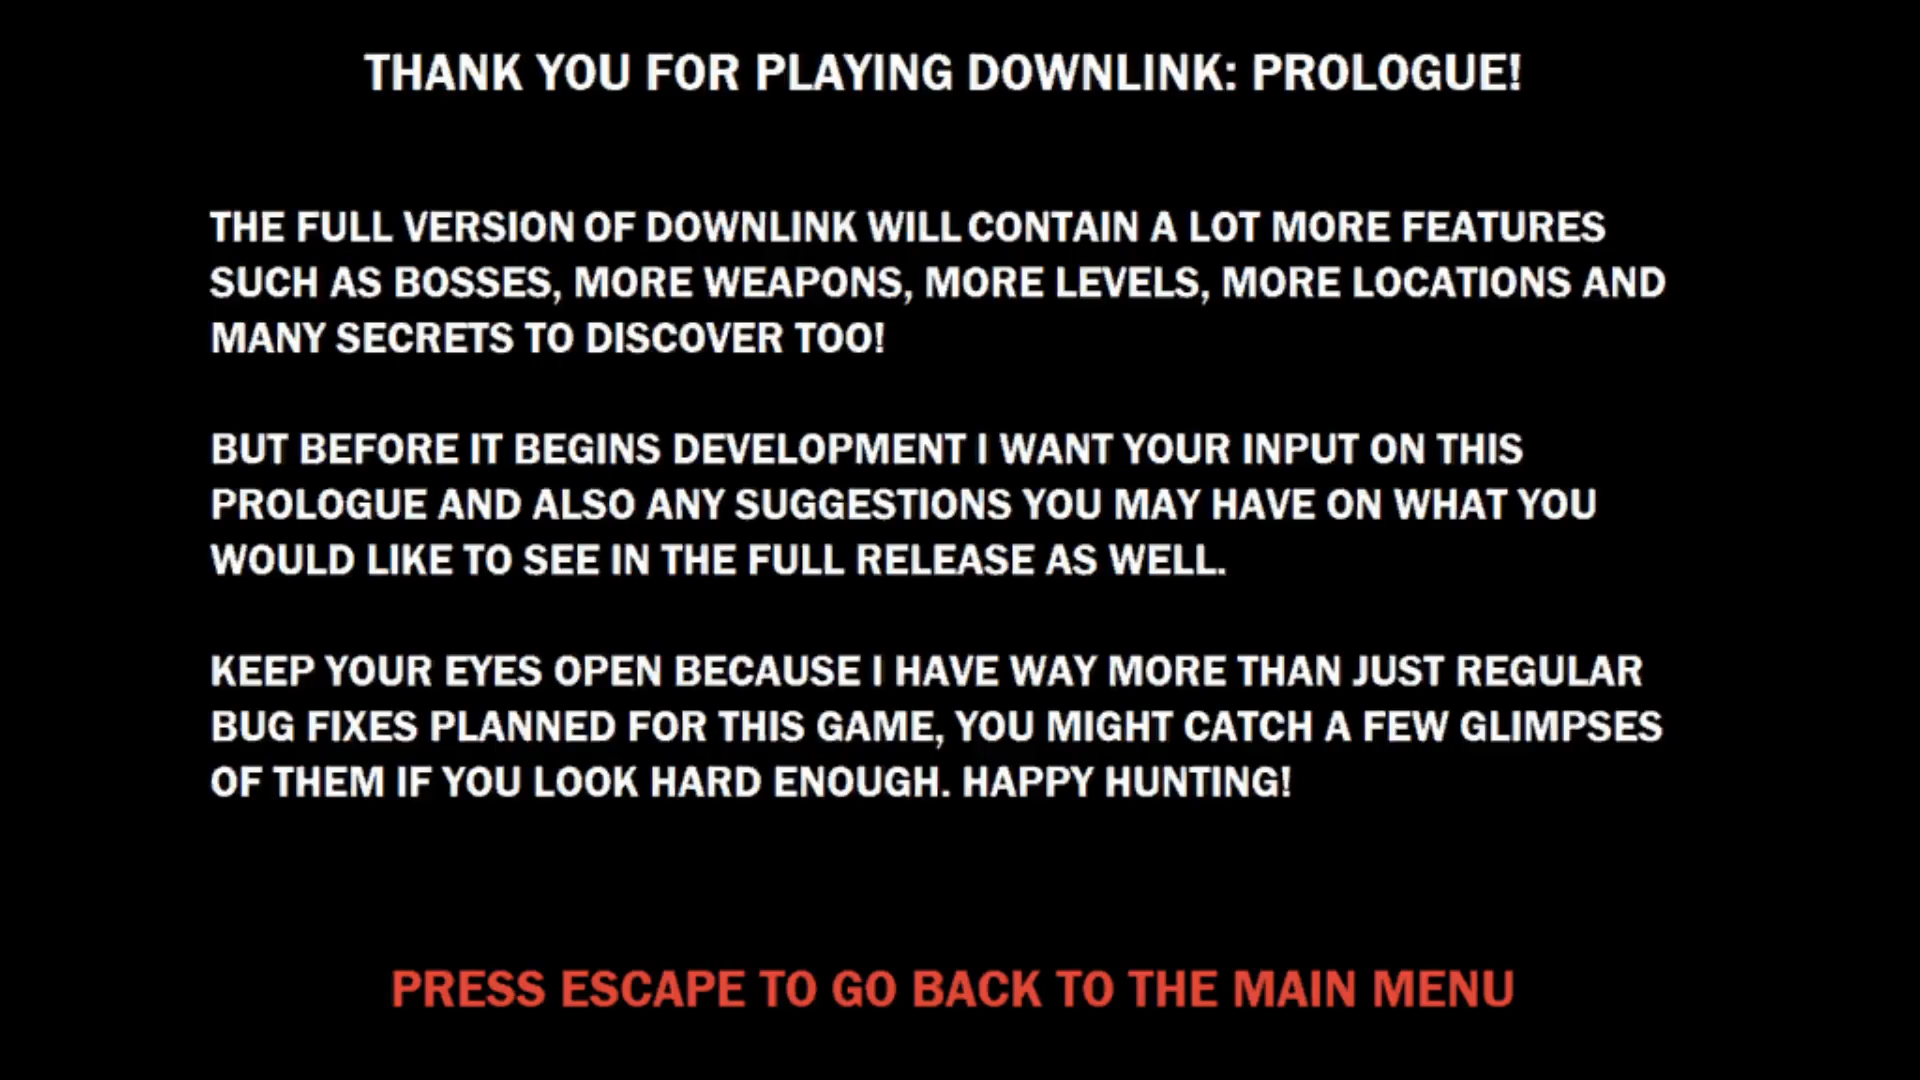 THANK YOU FOR PLAYING DOWNLINK: PROLOGUE!
THE FULL VERSION OF DOWNLINK WILL CONTAIN A LOT MORE FEATURES
SUCH AS BOSSES, MORE WEAPONS, MORE LEVELS, MORE LOCATIONS AND
MANY SECRETS TO DISCOVER TOO!
BUT BEFORE IT BEGINS DEVELOPMENT I WANT YOUR INPUT ON THIS
PROLOGUE AND ALSO ANY SUGGESTIONS YOU MAY HAVE ON WHAT YOU
WOULD LIKE TO SEE IN THE FULL RELEASE AS WELL.
KEEP YOUR EYES OPEN BECAUSE I HAVE WAY MORE THAN JUST REGULAR
BUG FIXES PLANNED FOR THIS GAME, YOU MIGHT CATCH A FEW GLIMPSES
OF THEM IF YOU LOOK HARD ENOUGH. HAPPY HUNTING!
PRESS ESCAPE TO GO BACK TO THE MAIN MENU